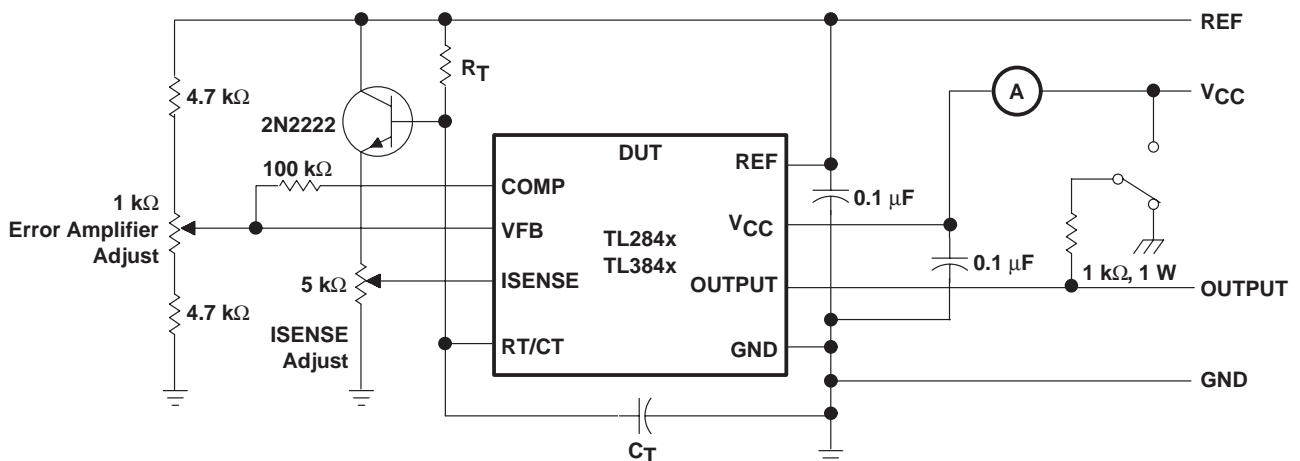 REF
RT
A
VCC
4.7 kΩ
2N2222
DUT
REF
100 kΩ
COMP
0.1 μF
1 kΩ
Error Amplifier
Adjust
VFB
VCC
TL284x
TL384x
0.1 μF
1 kΩ, 1 W
5 kΩ
ISENSE
OUTPUT
OUTPUT
4.7 kΩ
ISENSE
Adjust
RT/CT
GND
GND
CT